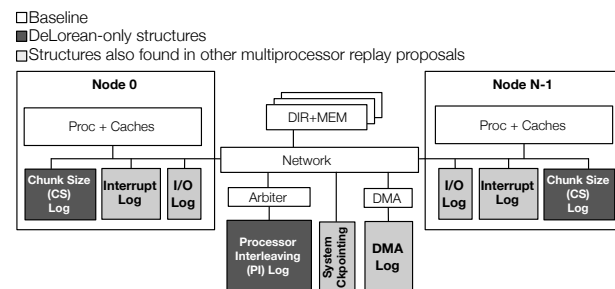 Baseline
DeLorean-only structures
Structures also found in other multiprocessor replay proposals
Node 0
Proc + Caches
Chunk Size
(CS)
Log
Interrupt
Log
I/O
Log
DIR+MEM
Network
Arbiter
DMA
Processor
Interleaving
(PI) Log
System
Ckpointing
DMA
Log
Node N-1
Proc + Caches
I/O
Log
Interrupt
Log
Chunk Size
(CS)
Log